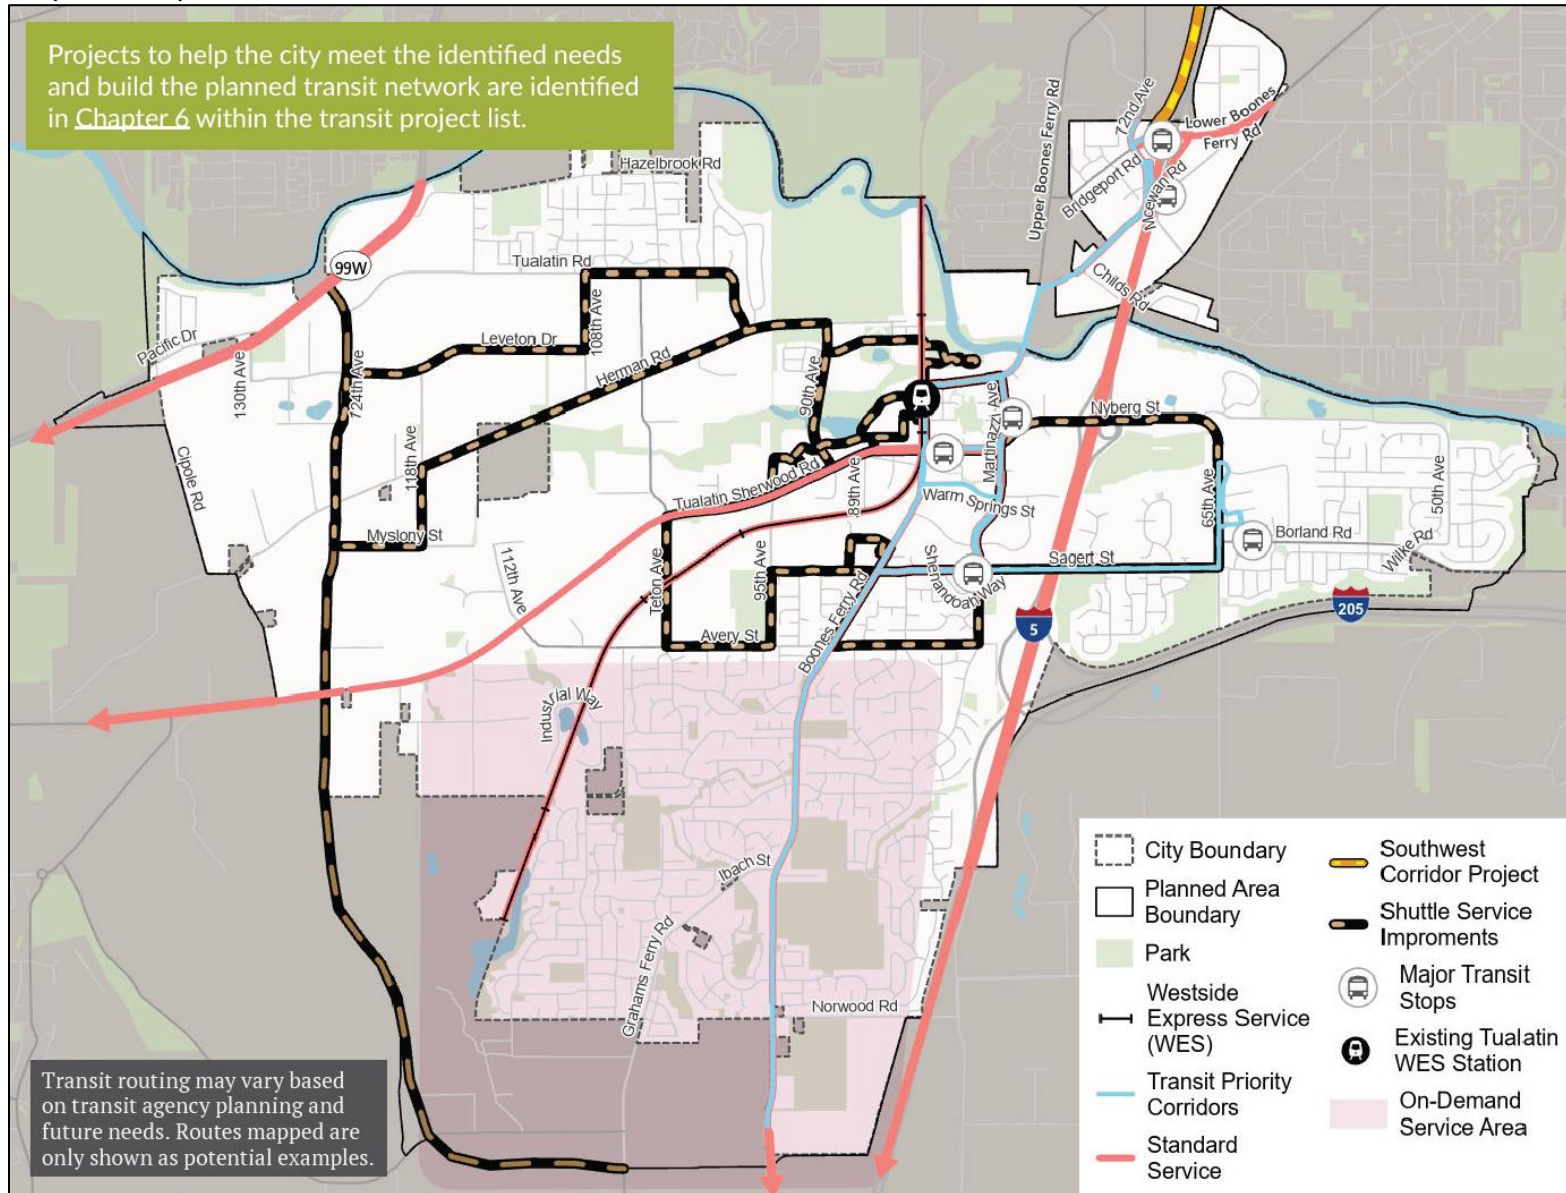 Projects to help the city meet the identified needs
and build the planned transit network are identified
in Chapter 6 within the transit project list.
Hazelbrook Rd
Upper Boones Ferry Rd
72nd Ave
Lower Boones
Ferry Rd
Bridgeport Rd
Mcewan Rd
Childs Rd
99W
Tualatin Rd
108th Ave
Pacific Dr
130th Ave
124th Ave
Leveton Dr
Herman Rd
90th Ave
Martinazzi Ave
Nyberg St
Cipole Rd
118th Ave
Tualatin Sherwood Rd
89th Ave
Warm Springs St
65th Ave
50th Ave
Myslony St
112th Ave
Teton Ave
95th Ave
Shenandoah Way
Sagert St
Borland Rd
Wilke Rd
Avery St
Boones Ferry Rd
5
205
Industrial Way
Ibach St
Grahams Ferry Rd
Norwood Rd
Transit routing may vary based
on transit agency planning and
future needs. Routes mapped are
only shown as potential examples.
City Boundary
Planned Area
Boundary
Park
Westside
Express Service
(WES)
Transit Priority
Corridors
Standard
Service
Southwest
Corridor Project
Shuttle Service
Improments
Major Transit
Stops
Existing Tualatin
WES Station
On-Demand
Service Area